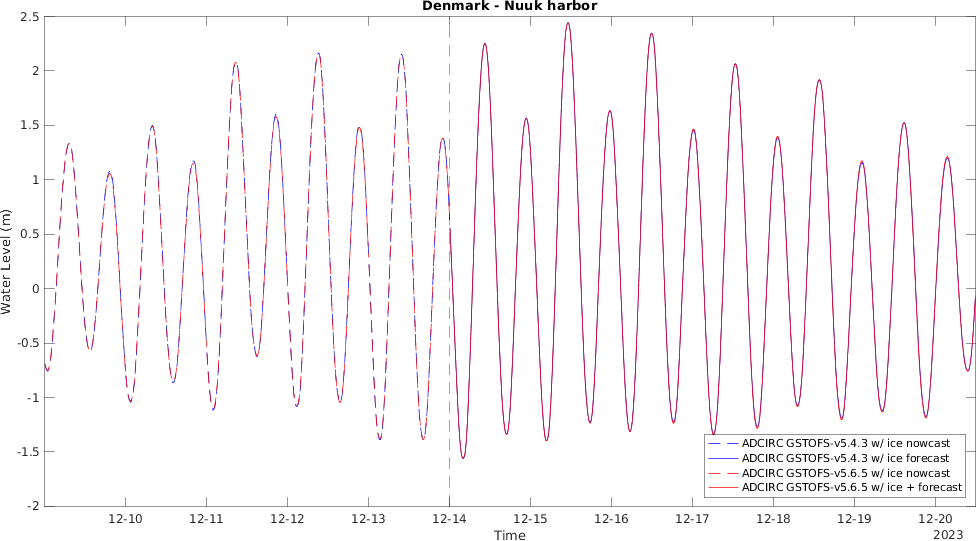 Denmark - Nuuk harbor
2.5
2
1.5
1
0.5
0
-0.5
-1
-1.5
-2
Water Level (m)
ADCIRC GSTOFS-v5.4.3 w/ ice nowcast
ADCIRC GSTOFS-v5.4.3 w/ ice forecast
ADCIRC GSTOFS-v5.6.5 w/ ice nowcast
ADCIRC GSTOFS-v5.6.5 w/ ice + forecast
12-10 12-11 12-12 12-13 12-14 12-15 12-16 12-17 12-18 12-19 12-20
Time
2023